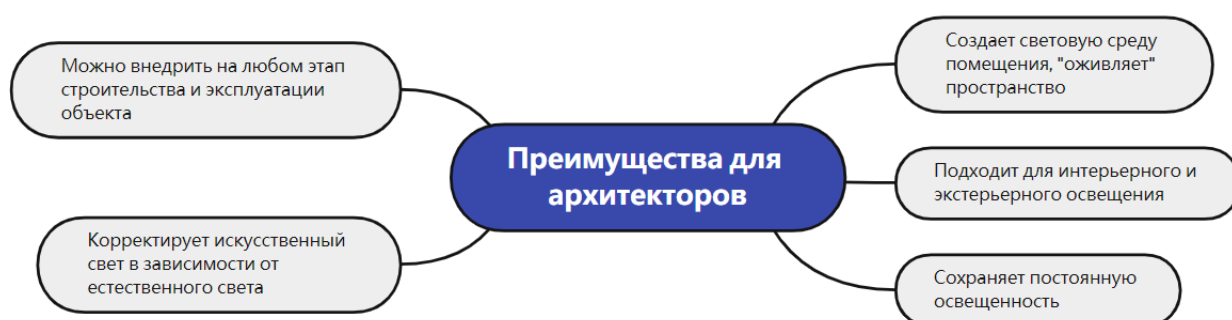 Можно внедрить на любом этап
строительства и эксплуатации
объекта
Корректирует искусственный
свет в зависимости от
естественного света
Преимущества для
архитекторов
Создает световую среду
помещения, "оживляет"
пространство
Подходит для интерьерного и
экстерьерного освещения
Сохраняет постоянную
освещенность